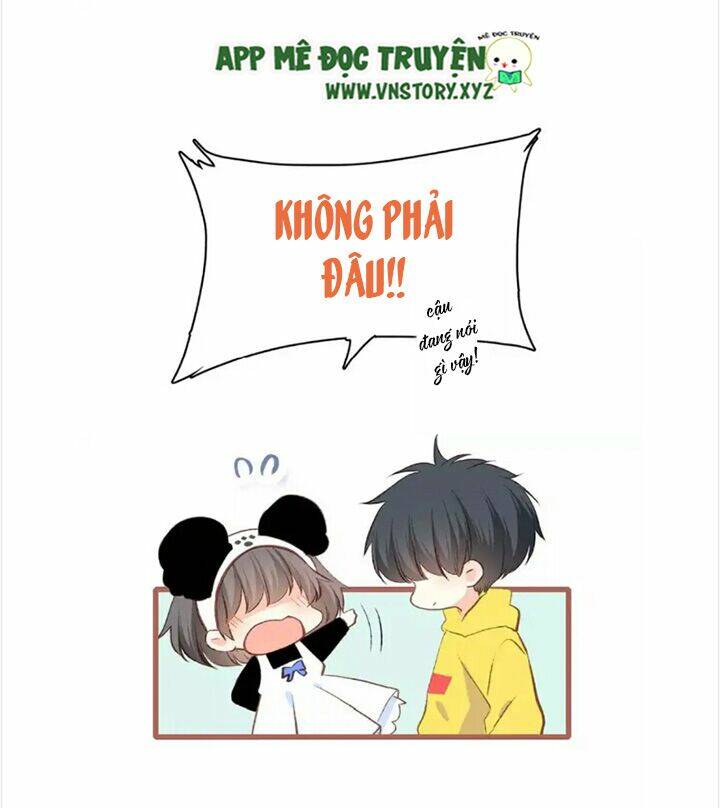 MÊ ĐỌC TRUYỆN
APP MÊ ĐỌC TRUYỆN
WWW.VNSTORY.XYZ
KHÔNG PHẢI
ĐÂU!!
cậu
đang nói
gì vậy!